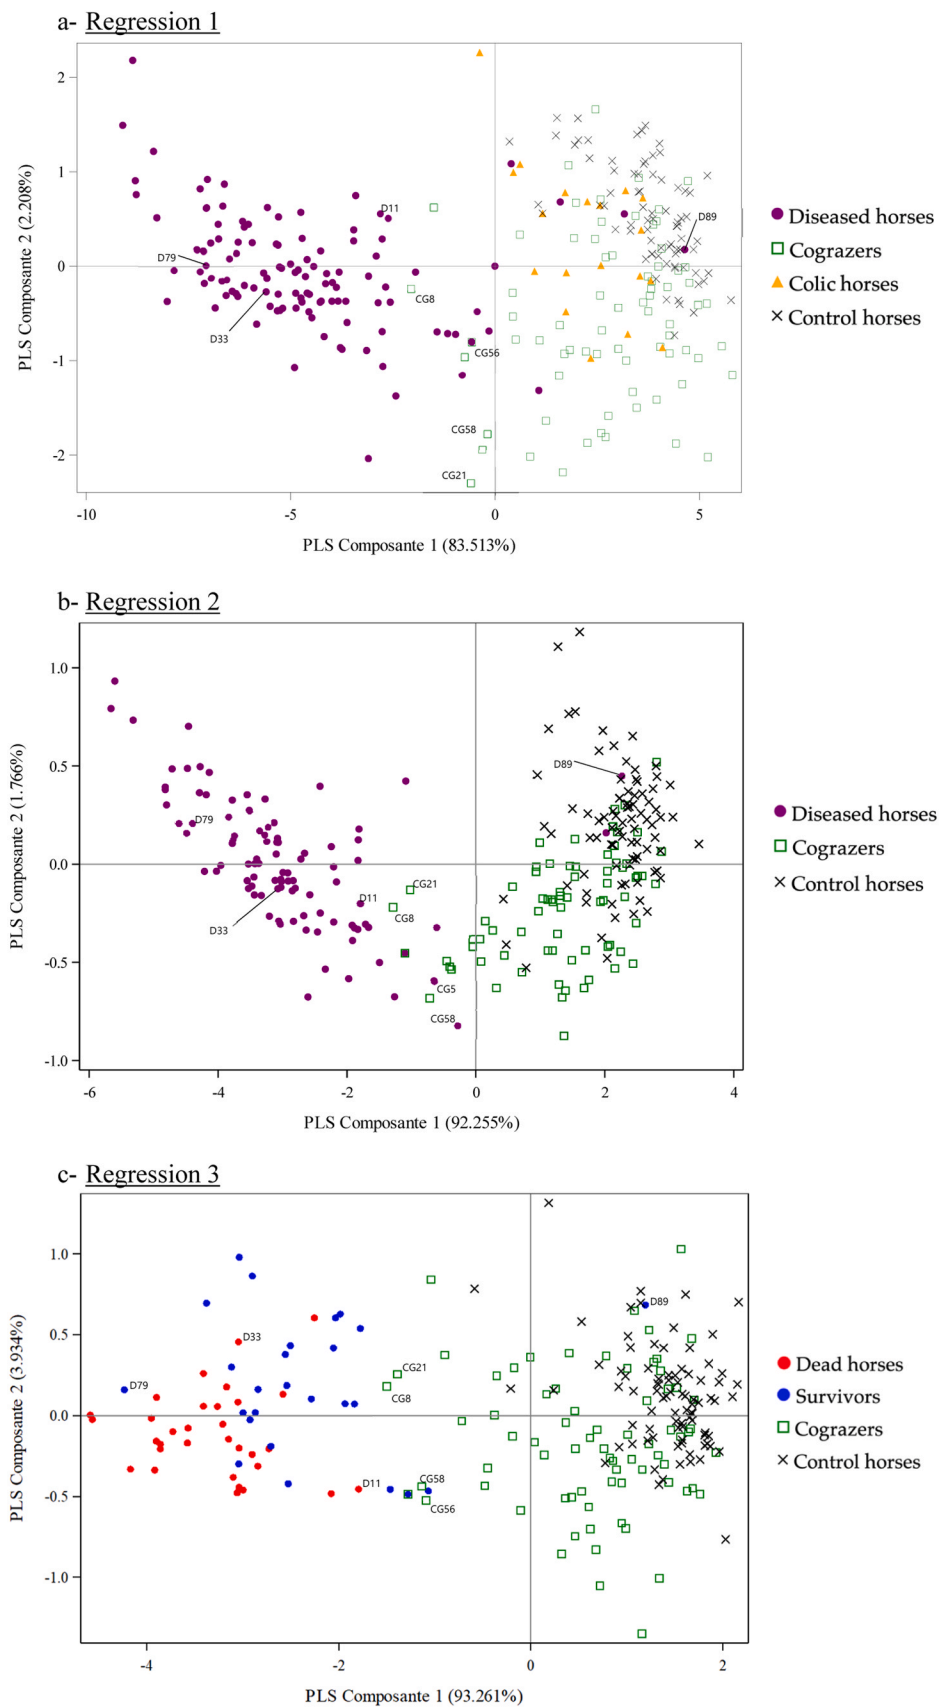 a- Regression 1
PLS Composante 2 (2.208%)
2
1
0
-1
-2
D79
D33
D11
CG8
CG56
CG58
CG21
D89
-10
-5
0
5
PLS Composante 1 (83.513%)
Diseased horses
Cograzers
Colic horses
Control horses
b- Regression 2
PLS Composante 2 (1.766%)
1.0
0.5
0.0
-0.5
-1.0
D89
D79
D33
D11
CG21
CG8
CG5
CG58
-6
-4
-2
0
2
4
PLS Composante 1 (92.255%)
Diseased horses
Cograzers
Control horses
c- Regression 3
PLS Composante 2 (3.934%)
1.0
0.5
0.0
-0.5
-1.0
D89
D33
D79
CG21
CG8
D11
CG58
CG56
-4
-2
0
2
PLS Composante 1 (93.261%)
Dead horses
Survivors
Cograzers
Control horses